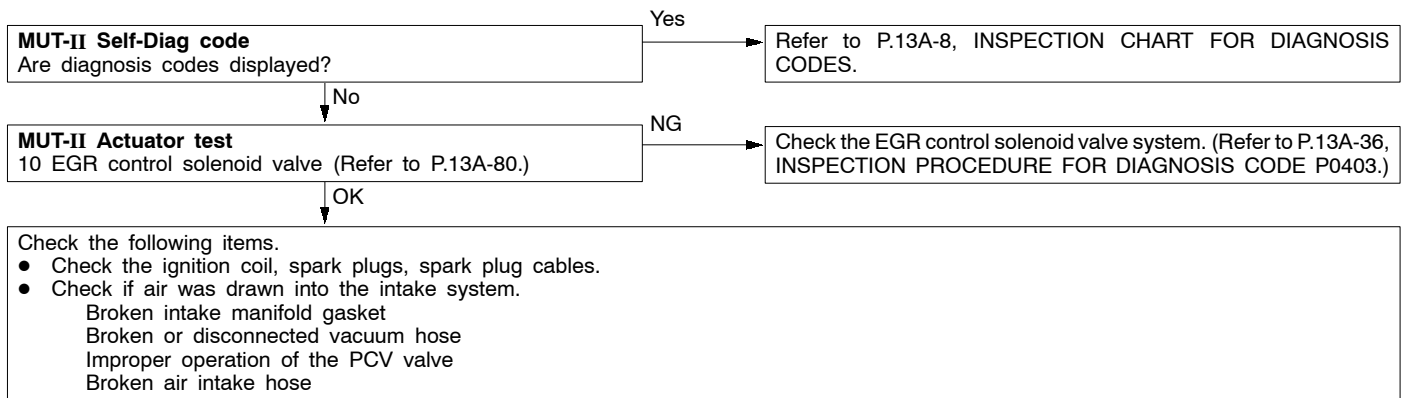 Yes
MUT-II Self-Diag code
Are diagnosis codes displayed?
Refer to P.13A-8, INSPECTION CHART FOR DIAGNOSIS
CODES.
No
MUT-II Actuator test
10 EGR control solenoid valve (Refer to P.13A-80.)
NG
Check the EGR control solenoid valve system. (Refer to P.13A-36,
INSPECTION PROCEDURE FOR DIAGNOSIS CODE P0403.)
OK
Check the following items.
● Check the ignition coil, spark plugs, spark plug cables.
● Check if air was drawn into the intake system.
Broken intake manifold gasket
Broken or disconnected vacuum hose
Improper operation of the PCV valve
Broken air intake hose